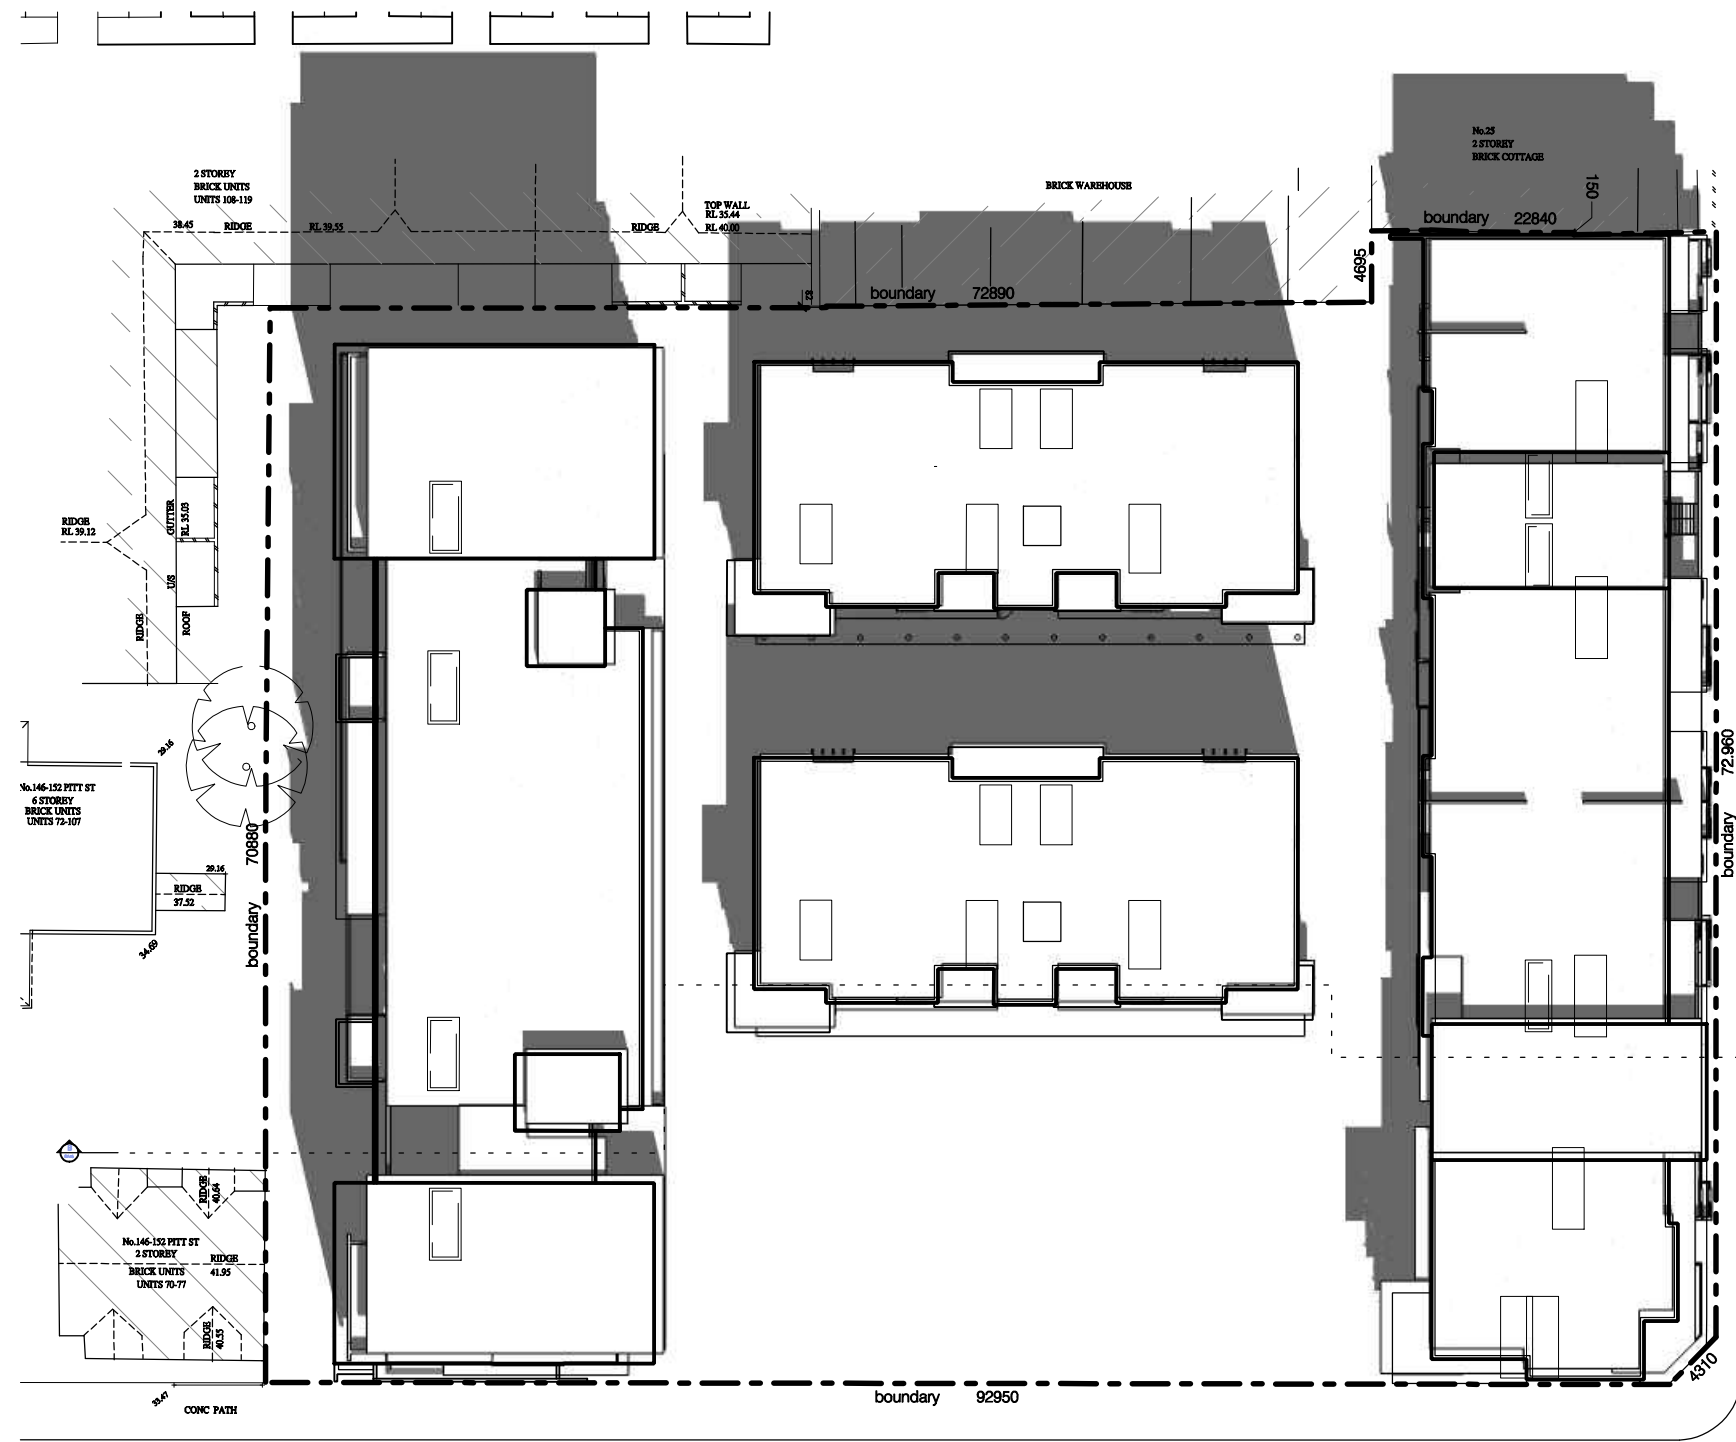 No.25
2 STOREY
BRICK COTTAGE
2 STOREY
BRICK UNITS
UNITS 108-119
BRICK WAREHOUSE
150
TOP WALL
RL 35.44
RL 40.00
38.45
RIDGE
RL 39.55
RIDGE
boundary 22840
4695
boundary 72890
GUTTER
RL 35.03
RIDGE
RL 39.12
U/S
ROOF
RIDGE
29.16
No.146-152 PITT ST
6 STOREY
BRICK UNITS
UNITS 72-107
70880
boundary
72.960
boundary
29.16
RIDGE
37.52
34.69
RIDGE
40.64
No.146-152 PITT ST
2 STOREY
RIDGE
BRICK UNITS
41.95
UNITS 70-77
RIDGE
40.55
4310
33.47
CONC PATH
boundary 92950